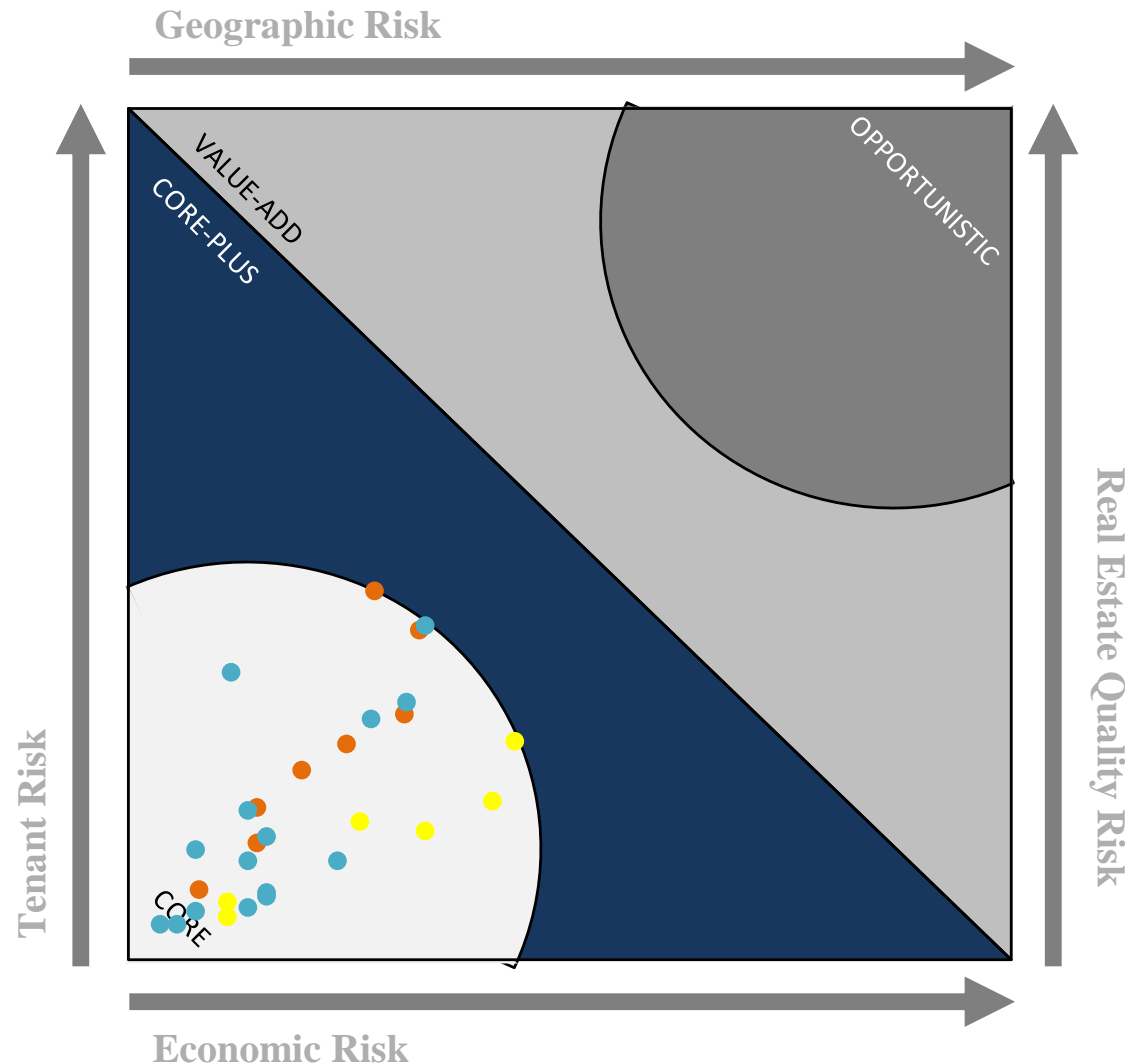 Geographic Risk
VALUE-ADD
CORE-PLUS
OPPORTUNISTIC
Tenant Risk
Real Estate Quality Risk
CORE
Economic Risk